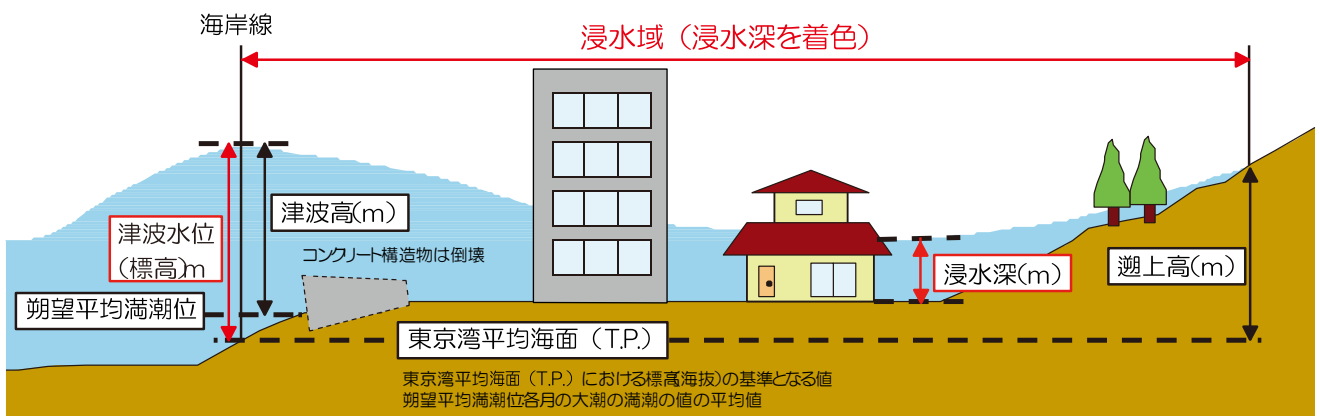 海岸線
浸水域（浸水深を着色）
津波高(m)
津波水位
(標高)m
コンクリート構造物は倒壊
浸水深(m)
遡上高(m)
朔望平均満潮位
東京湾平均海面（T.P.）
東京湾平均海面（T.P.）における標高(海抜)の基準となる値
朔望平均満潮位:各月の大潮の満潮の値の平均値